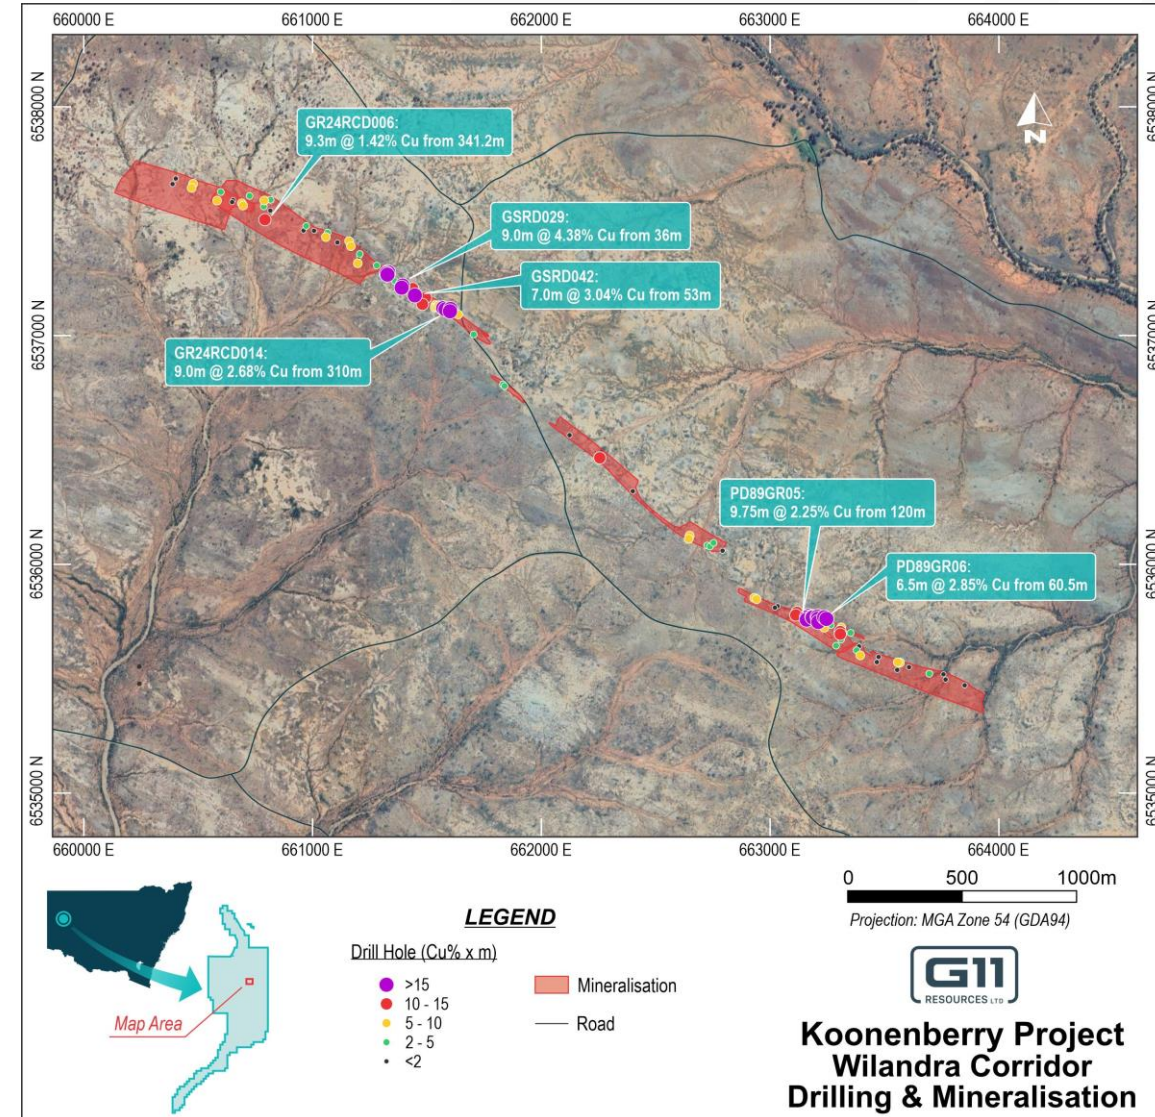 660000 E
661000 E
662000 E
663000 E
664000 E
6538000 N
6538000 N
GR24RCD006:
9.3m @ 1.42% Cu from 341.2m
N
GSRD029:
9.0m @ 4.38% Cu from 36m
GSRD042:
7.0m @ 3.04% Cu from 53m
6537000 N
6537000 N
GR24RCD014:
9.0m @ 2.68% Cu from 310m
PD89GR05:
9.75m @ 2.25% Cu from 120m
6536000 N
6536000 N
PD89GR06:
6.5m @ 2.85% Cu from 60.5m
6535000 N
6535000 N
660000 E
661000 E
662000 E
663000 E
664000 E
Map Area
LEGEND
Drill Hole (Cu% x m)
>15
10 - 15
5 - 10
2 - 5
<2
Mineralisation
Road
0 500 1000m
Projection: MGA Zone 54 (GDA94)
G11
RESOURCES LTD
Koonenberry Project
Wilandra Corridor
Drilling & Mineralisation